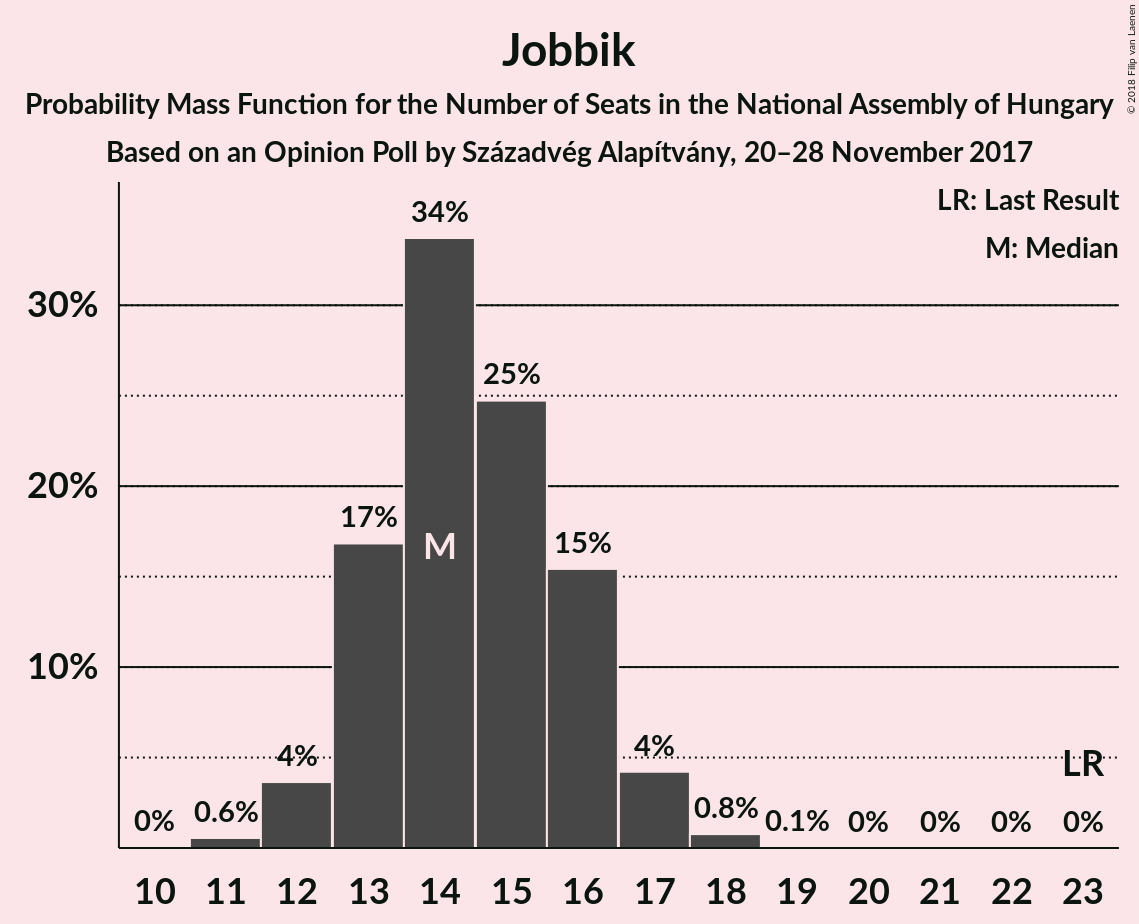 Jobbik
Probability Mass Function for the Number of Seats in the National Assembly of Hungary
Based on an Opinion Poll by Századvég Alapítvány, 20–28 November 2017
© 2018 Filip van Laenen
LR: Last Result
M: Median
34%
30%
25%
20%
17%
M
15%
10%
4%
4%
LR
0%
0.6%
0.8%
0.1%
0%
0%
0%
0%
10 11 12 13 14 15 16 17 18 19 20 21 22 23